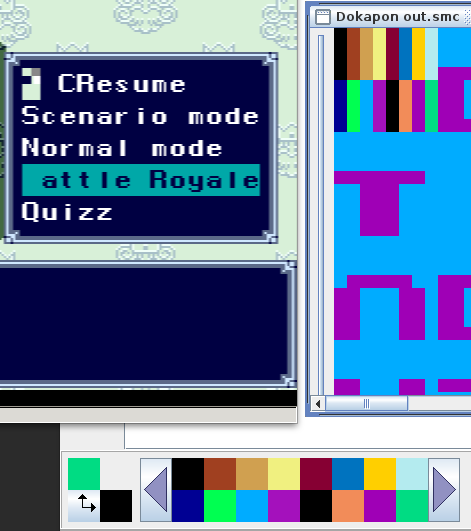 Dokapon out.smc
CResume
Scenario mode
Normal mode
attle Royale
Quizz